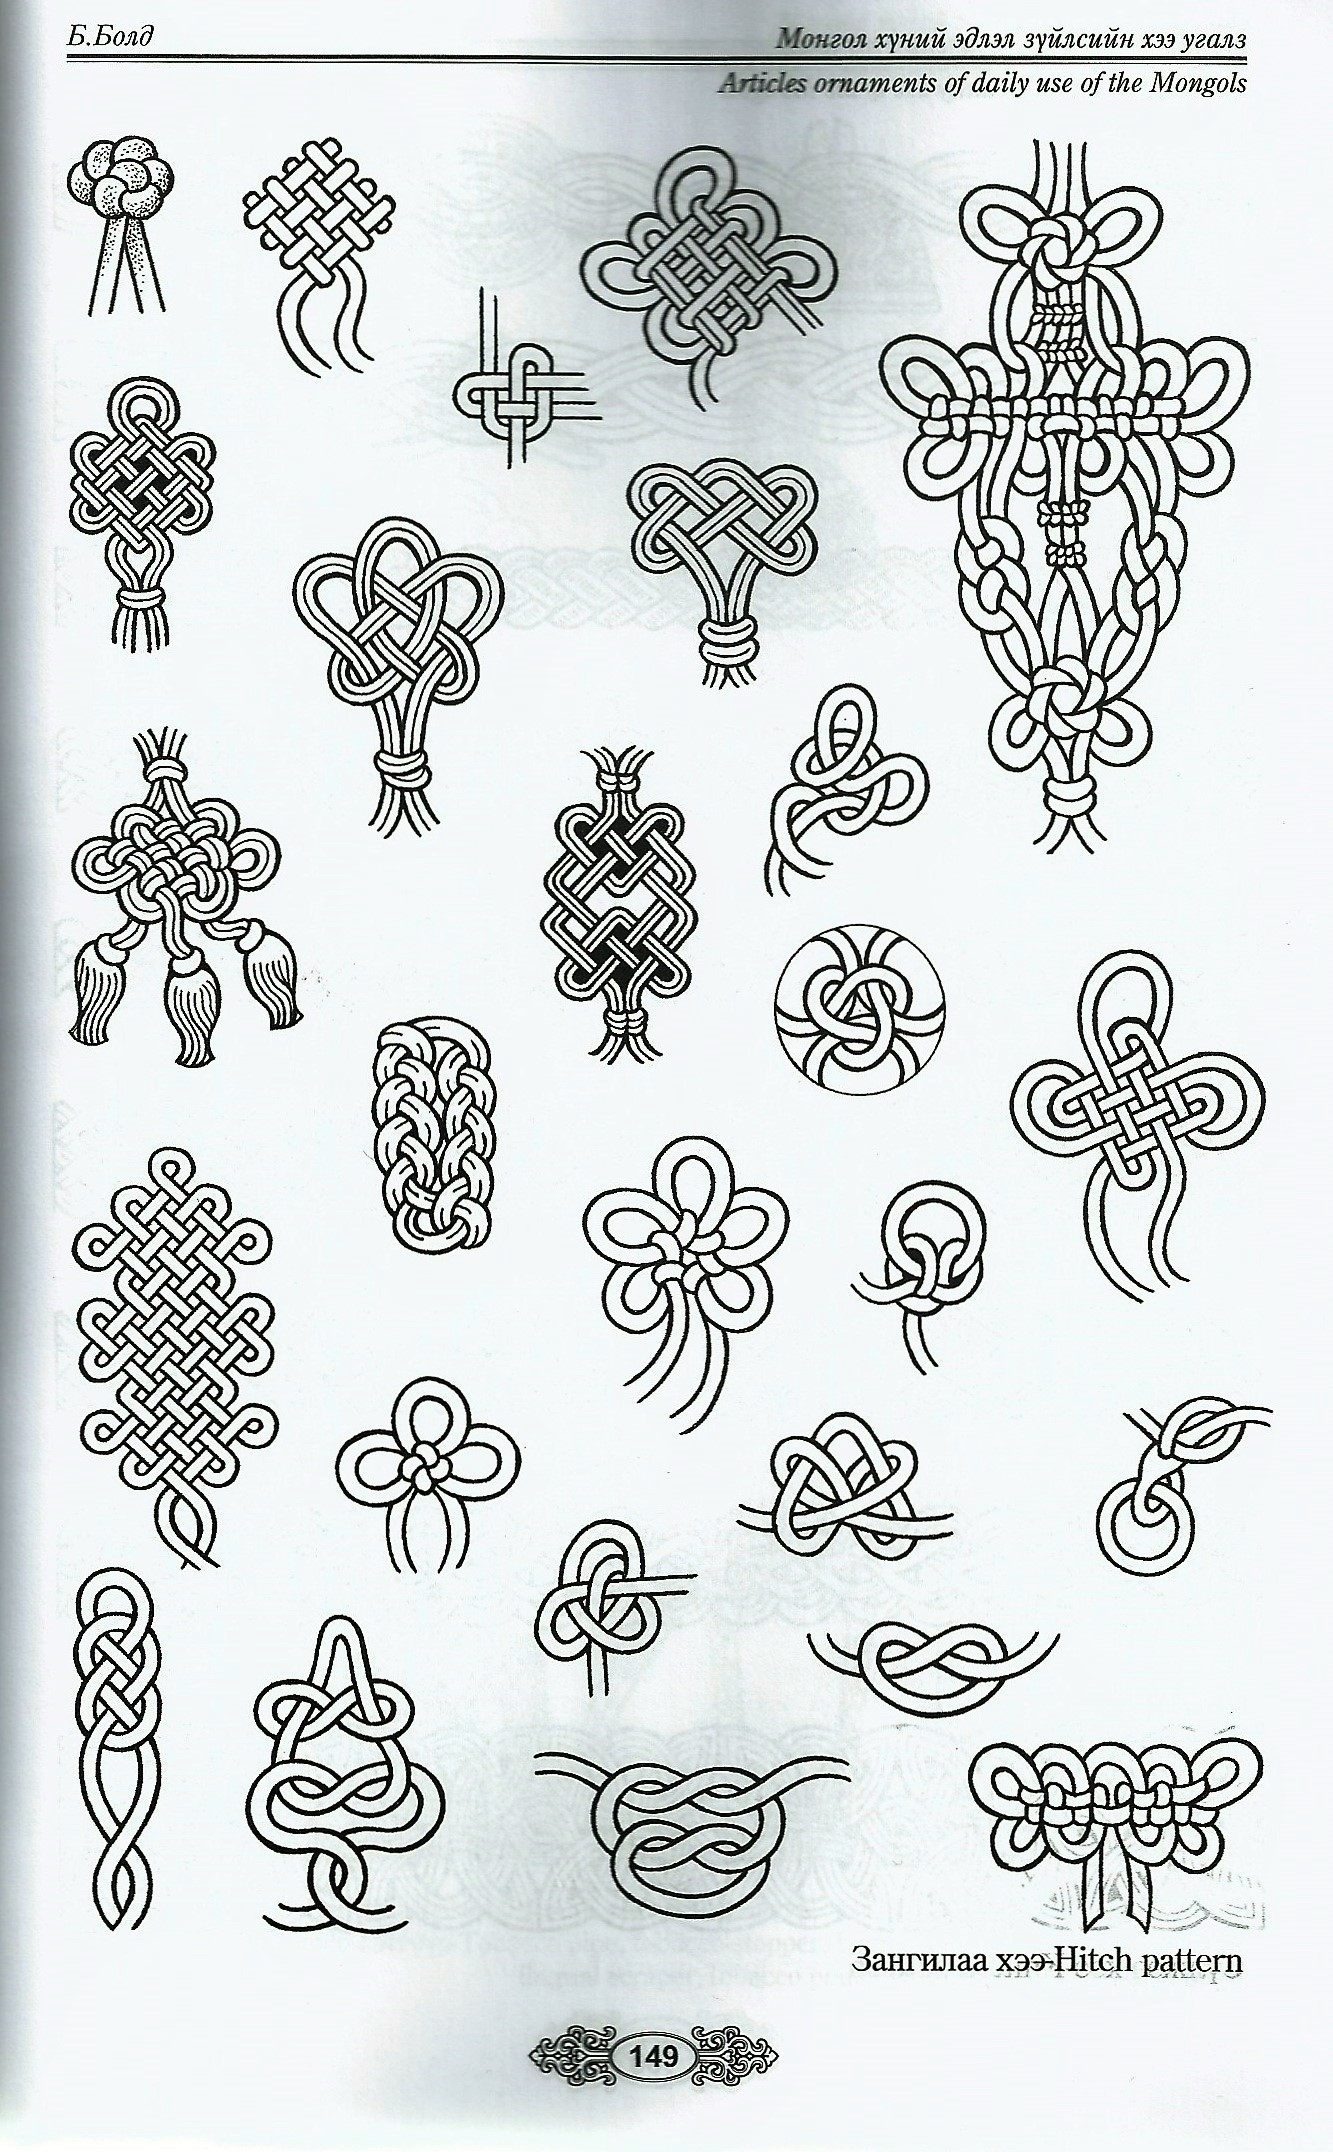 Б.Болд
Монгол хүний эдлэл зүйлсийн хээ угалз
Articles ornaments of daily use of the Mongols
Зангилаа хээ-Hitch pattern
149